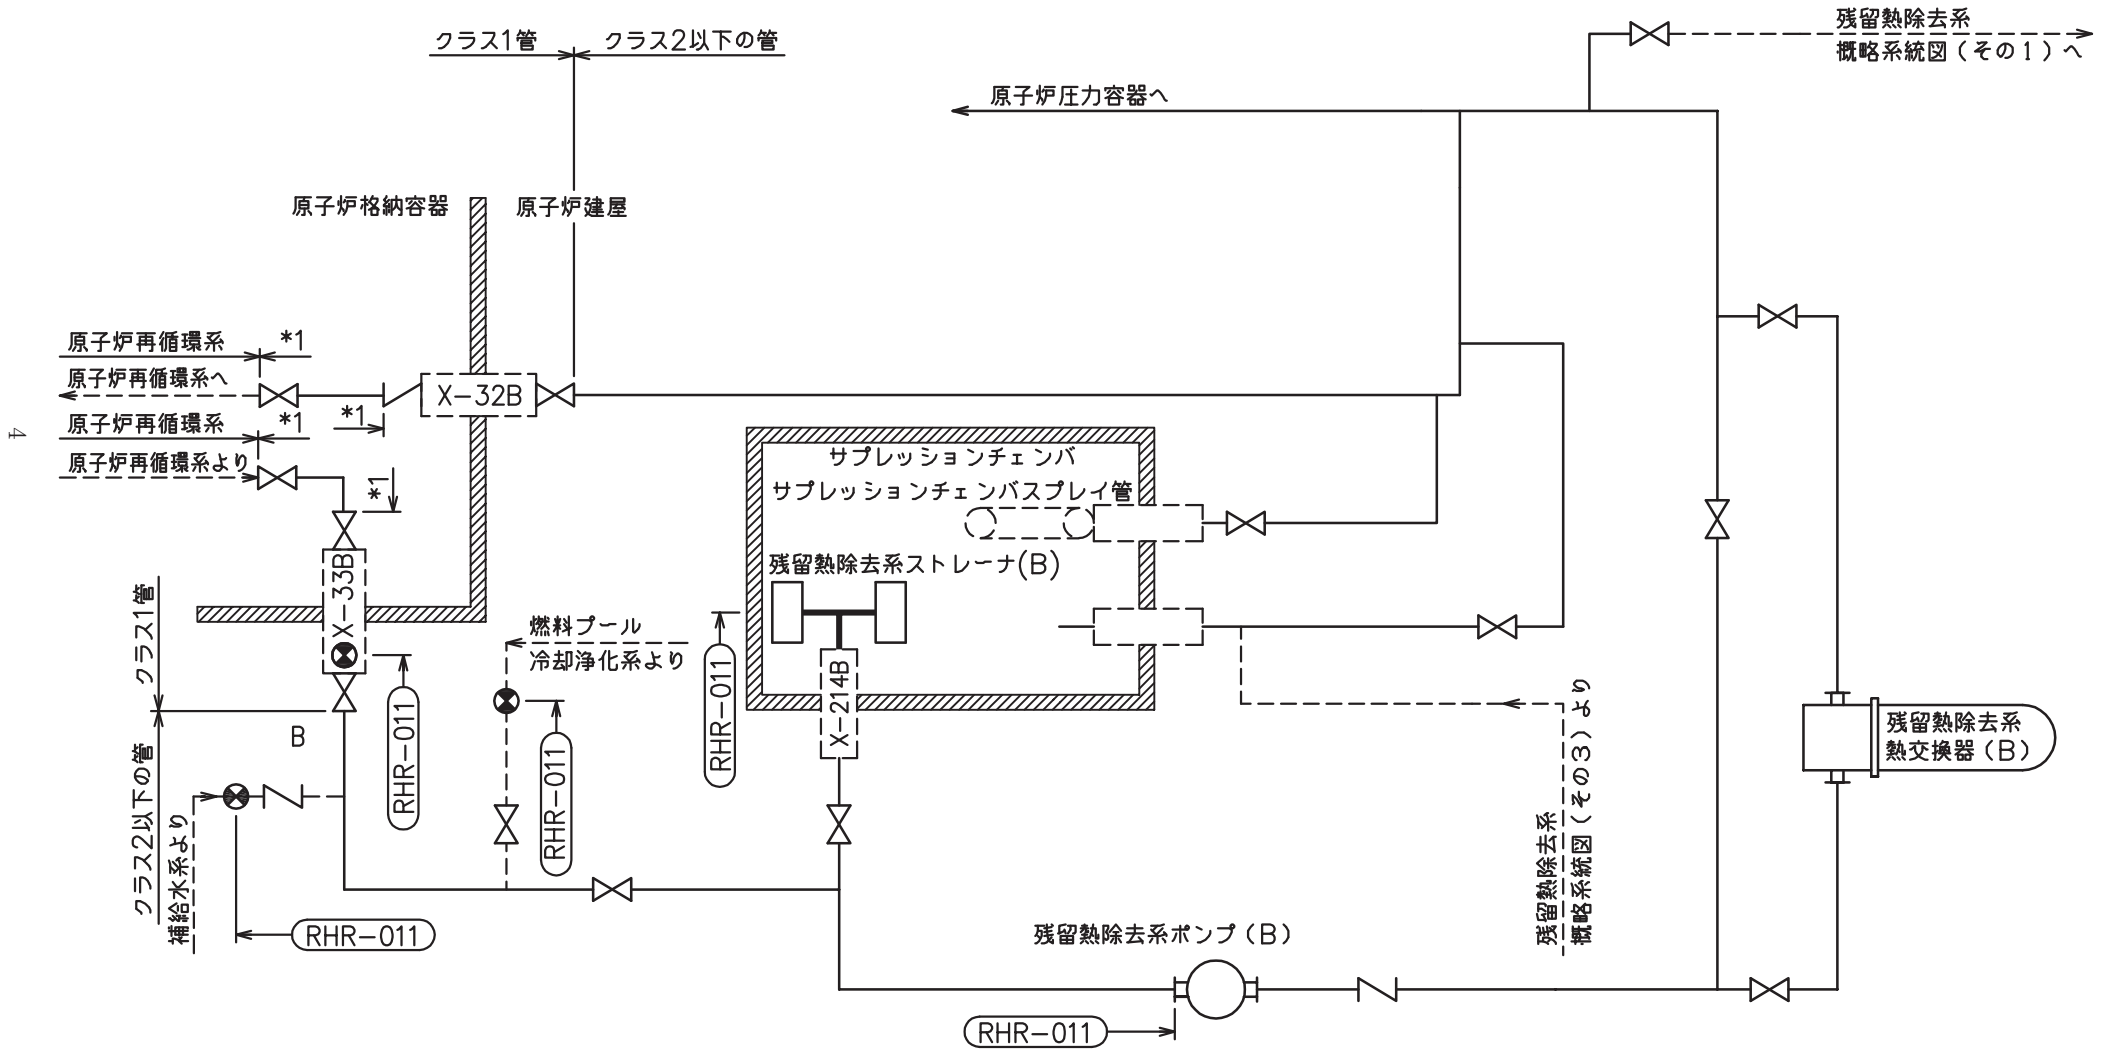 クラス1管
クラス2以下の管
残留熱除去系
概略系統図（その１）へ
原子炉圧力容器へ
原子炉格納容器
原子炉建屋
原子炉再循環系
*1
原子炉再循環系へ
X-32B
*1
原子炉再循環系
*1
原子炉再循環系より
*1
4
サプレッションチェンバ
サプレッションチェンバスプレイ管
残留熱除去系ストレーナ(B)
X-33B
クラス1管
クラス2以下の管
燃料プール
冷却浄化系より
RHR-011
RHR-011
RHR-011
X-214B
B
補給水系より
RHR-011
残留熱除去系
概略系統図（その３）より
残留熱除去系
熱交換器（B）
残留熱除去系ポンプ（B）
RHR-011